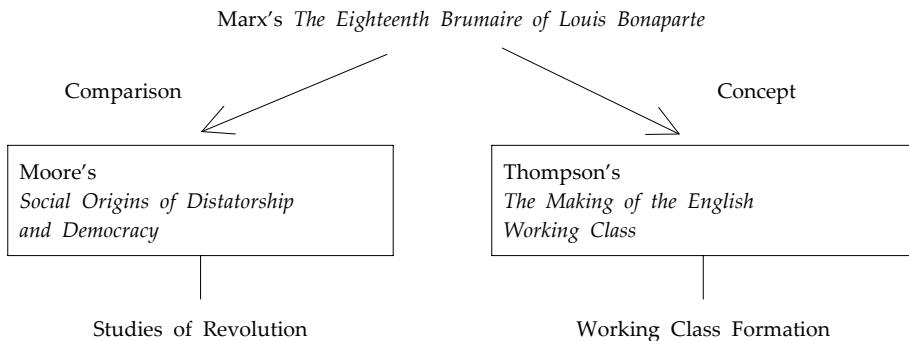 Marx's The Eighteenth Brumaire of Louis Bonaparte
Comparison
Concept
Moore's
Social Origins of Distatorship
and Democracy
Thompson's
The Making of the English
Working Class
Studies of Revolution
Working Class Formation